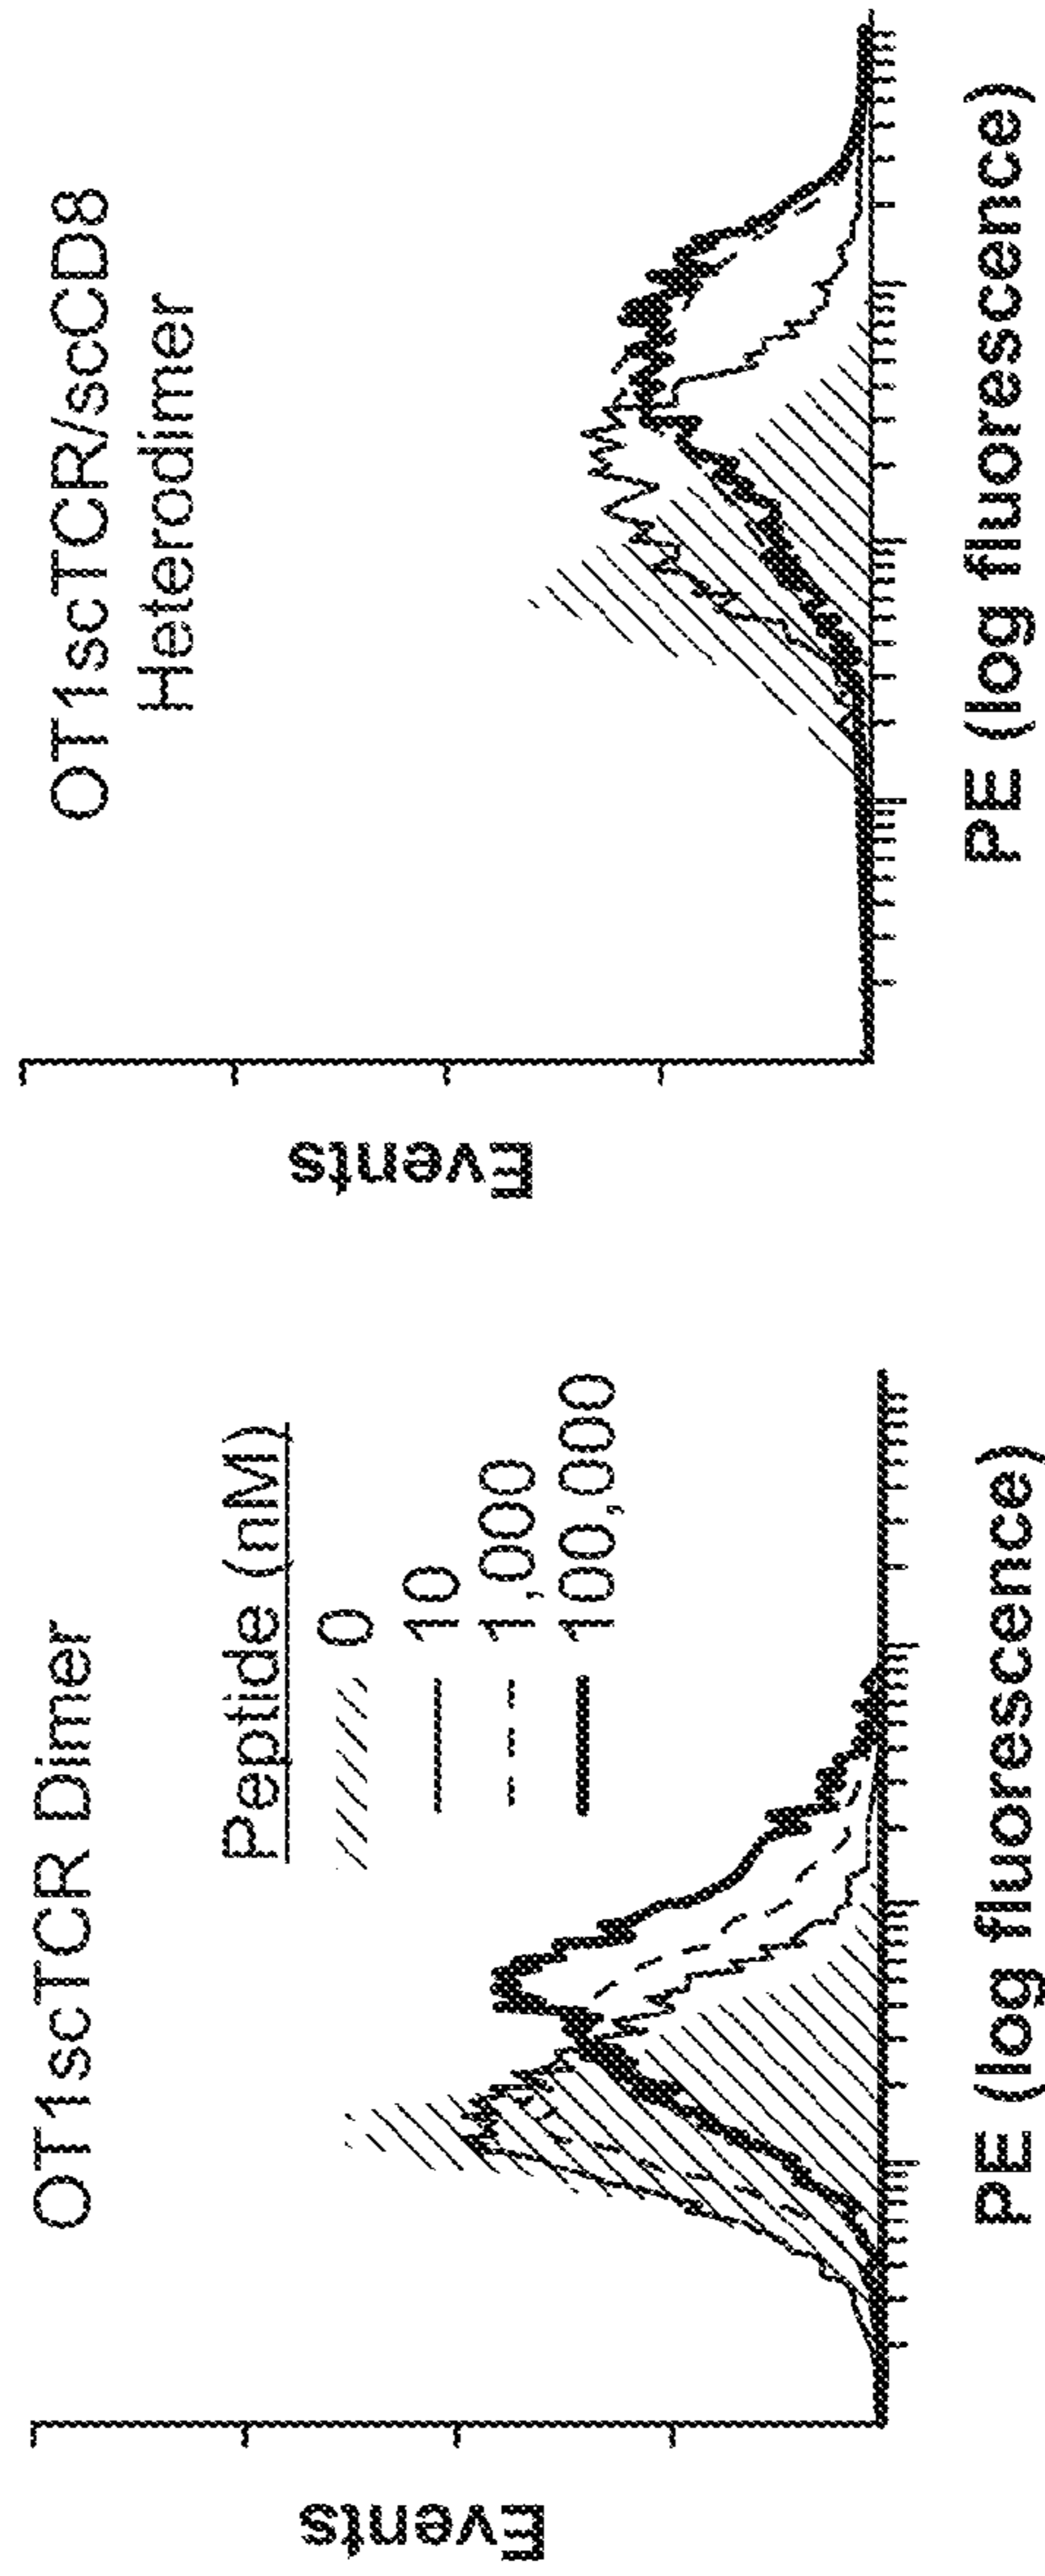 OT1scTCR Dimer
Peptide (nM)
0
10
1,000
100,000
Events
PE (log fluorescence)
OT1scTCR/scCD8
Heterodimer
Events
PE (log fluorescence)